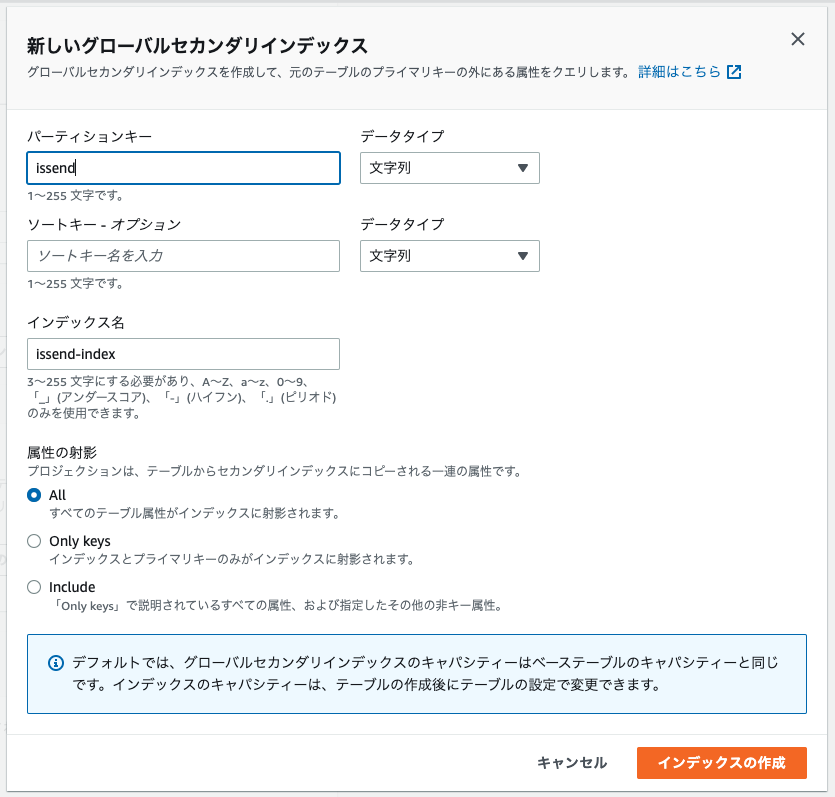 新しいグローバルセカンダリインデックス
グローバルセカンダリインデックスを作成して、元のテーブルのプライマリキーの外にある属性をクエリします。 詳細はこちら
パーティションキー
データタイプ
issend
文字列
1～255 文字です。
ソートキー - オプション
データタイプ
ソートキー名を入力
文字列
1～255 文字です。
インデックス名
issend-index
3～255 文字にする必要があり、A～Z、a～z、0～9、
「_」(アンダースコア)、「-」(ハイフン)、「.」(ピリオド)
のみを使用できます。
属性の射影
プロジェクションは、テーブルからセカンダリインデックスにコピーされる一連の属性です。
All
すべてのテーブル属性がインデックスに射影されます。
Only keys
インデックスとプライマリキーのみがインデックスに射影されます。
Include
「Only keys」で説明されているすべての属性、および指定したその他の非キー属性。
デフォルトでは、グローバルセカンダリインデックスのキャパシティーはベーステーブルのキャパシティーと同じ
です。インデックスのキャパシティーは、テーブルの作成後にテーブルの設定で変更できます。
キャンセル
インデックスの作成